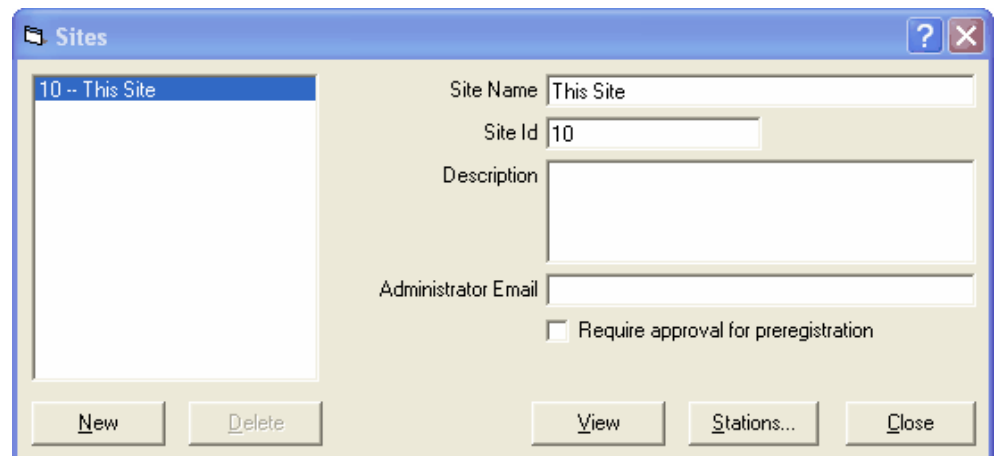 Sites
10 -- This Site
Site Name This Site
Site Id 10
Description
Administrator Email
Require approval for preregistration
New Delete View Stations... Close